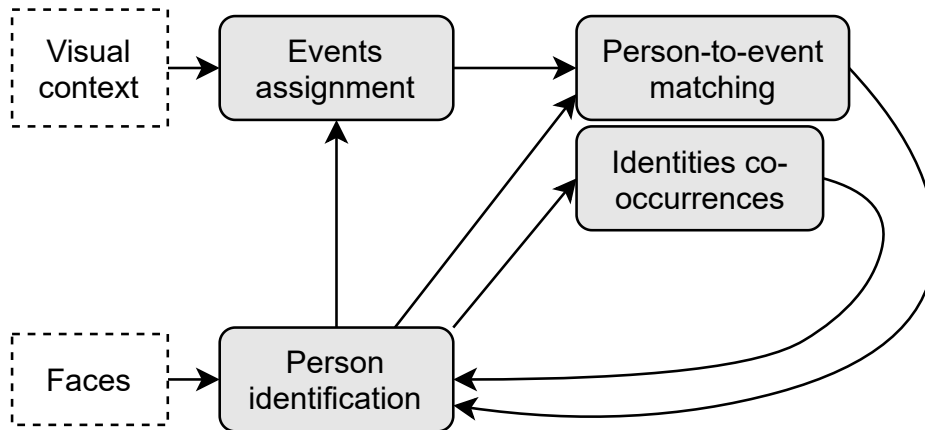 Visual
context
Events
assignment
Person-to-event
matching
Identities co-
occurrences
Faces
Person
identification